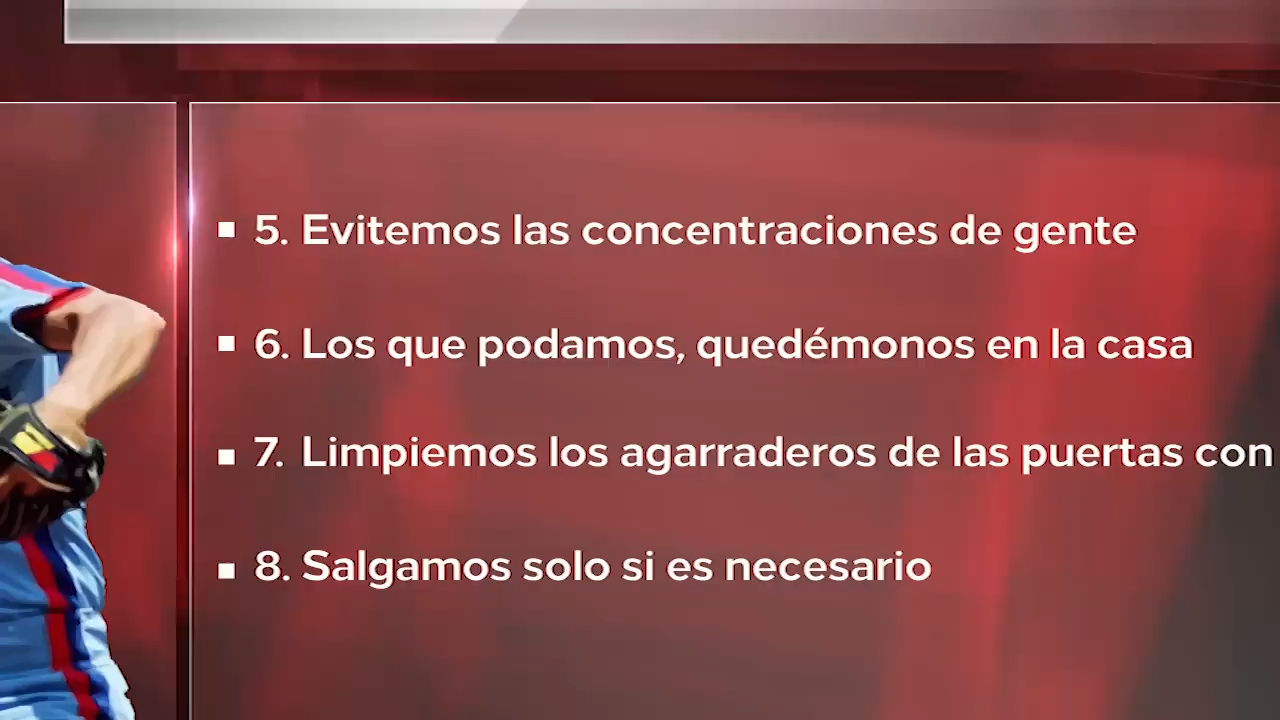 5. Evitemos las concentraciones de gente
6. Los que podamos, quedémonos en la casa
7. Limpiemos los agarraderos de las puertas con
8. Salgamos solo si es necesario